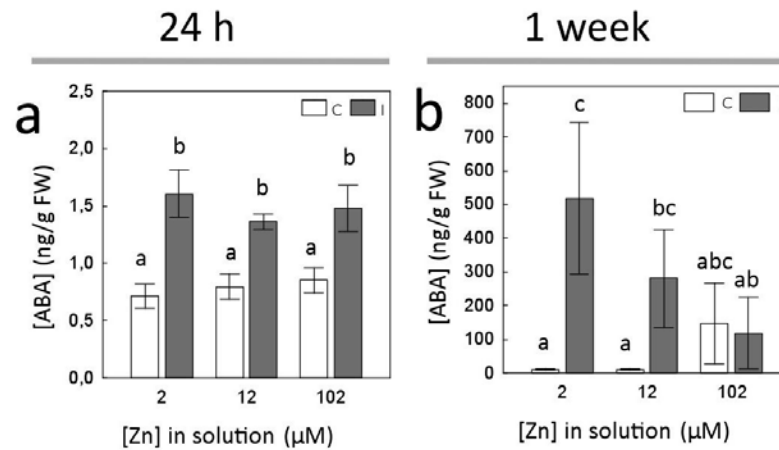 24 h
1 week
a
[ABA] (ng/g FW)
2,5
2,0
1,5
1,0
0,5
0,0
C I
a b a b a b
2 12 102
[Zn] in solution (µM)
b
[ABA] (ng/g FW)
800
700
600
500
400
300
200
100
0
C
a c a bc abc ab
2 12 102
[Zn] in solution (µM)